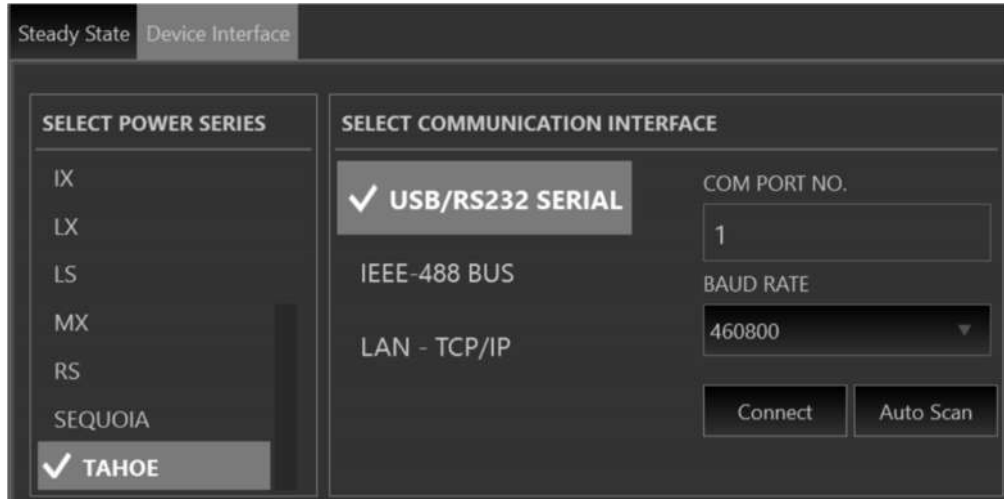 Steady State Device Interface
SELECT POWER SERIES
IX
LX
LS
MX
RS
SEQUOIA
TAHOE
SELECT COMMUNICATION INTERFACE
USB/RS232 SERIAL
IEEE-488 BUS
LAN - TCP/IP
COM PORT NO.
1
BAUD RATE
460800
Connect Auto Scan